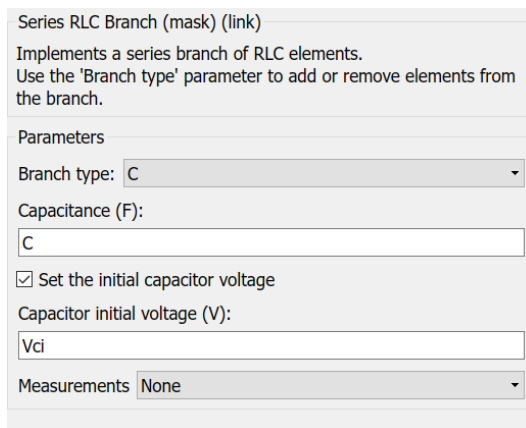 Series RLC Branch (mask) (link)
Implements a series branch of RLC elements.
Use the 'Branch type' parameter to add or remove elements from
the branch.
Parameters
Branch type: C
Capacitance (F):
C
Set the initial capacitor voltage
Capacitor initial voltage (V):
Vci
Measurements None